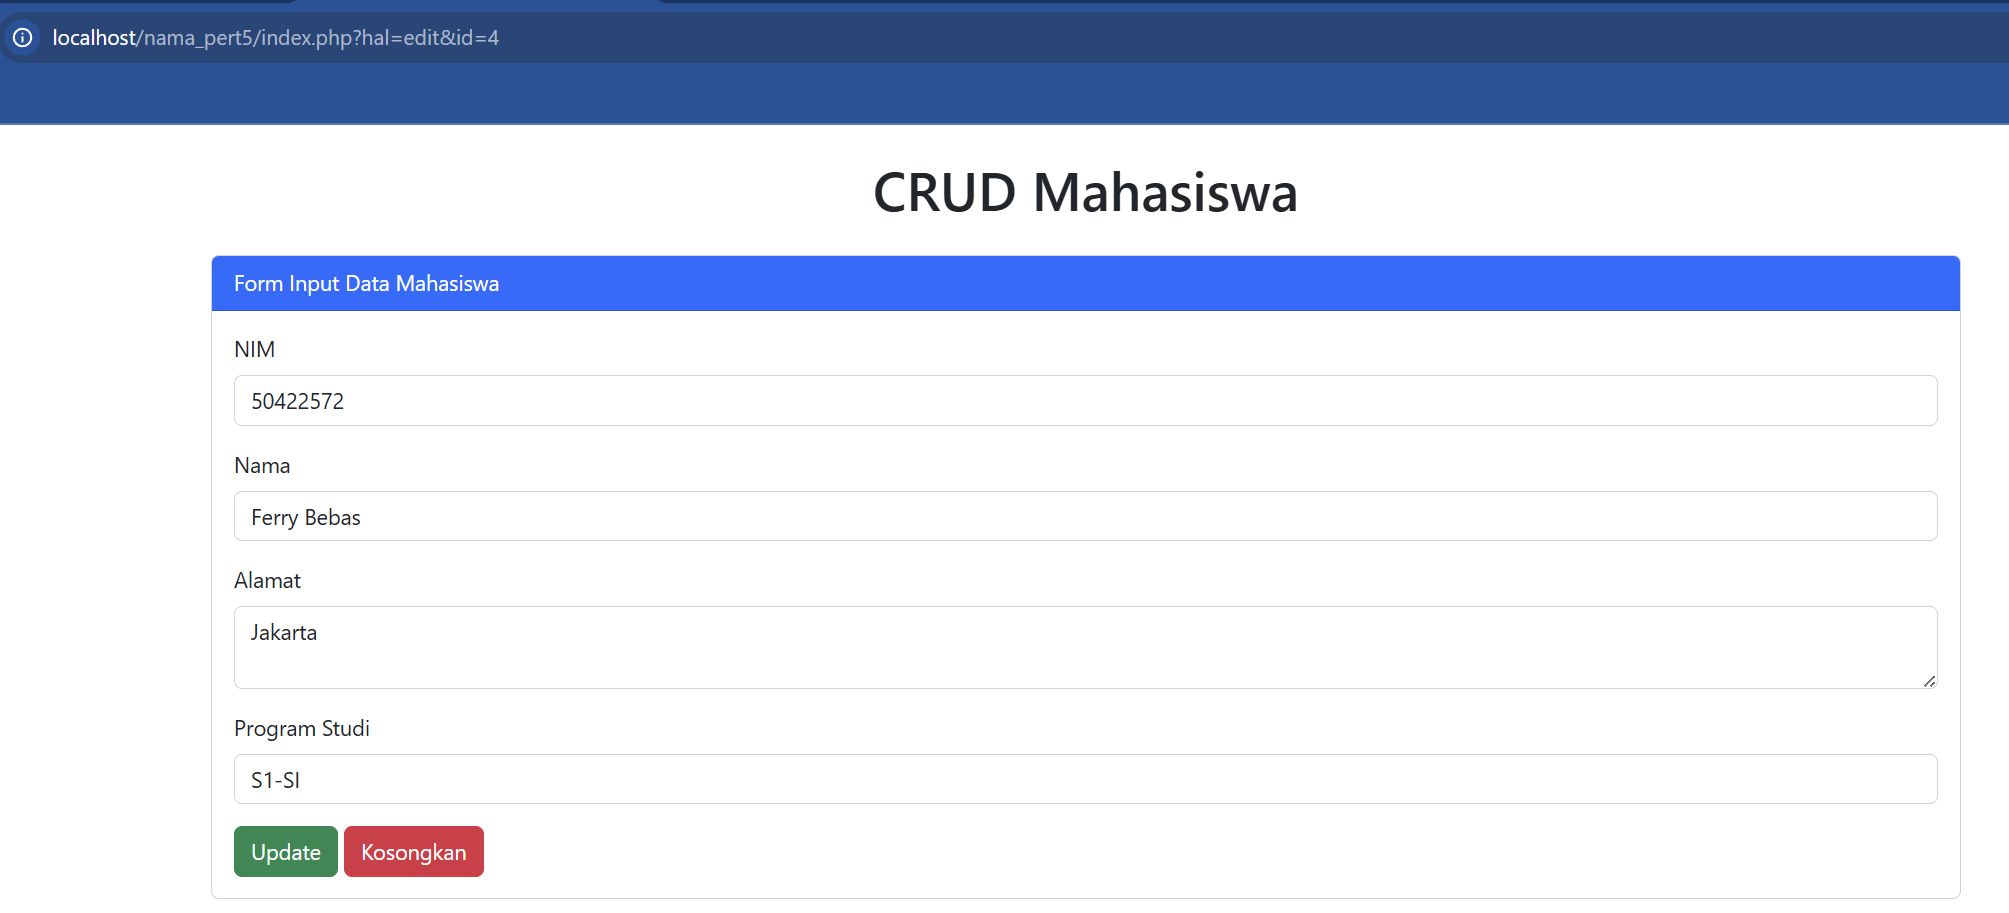 localhost/nama_pert5/index.php?hal=edit&id=4
CRUD Mahasiswa
Form Input Data Mahasiswa
NIM
50422572
Nama
Ferry Bebas
Alamat
Jakarta
Program Studi
S1-SI
Update Kosongkan